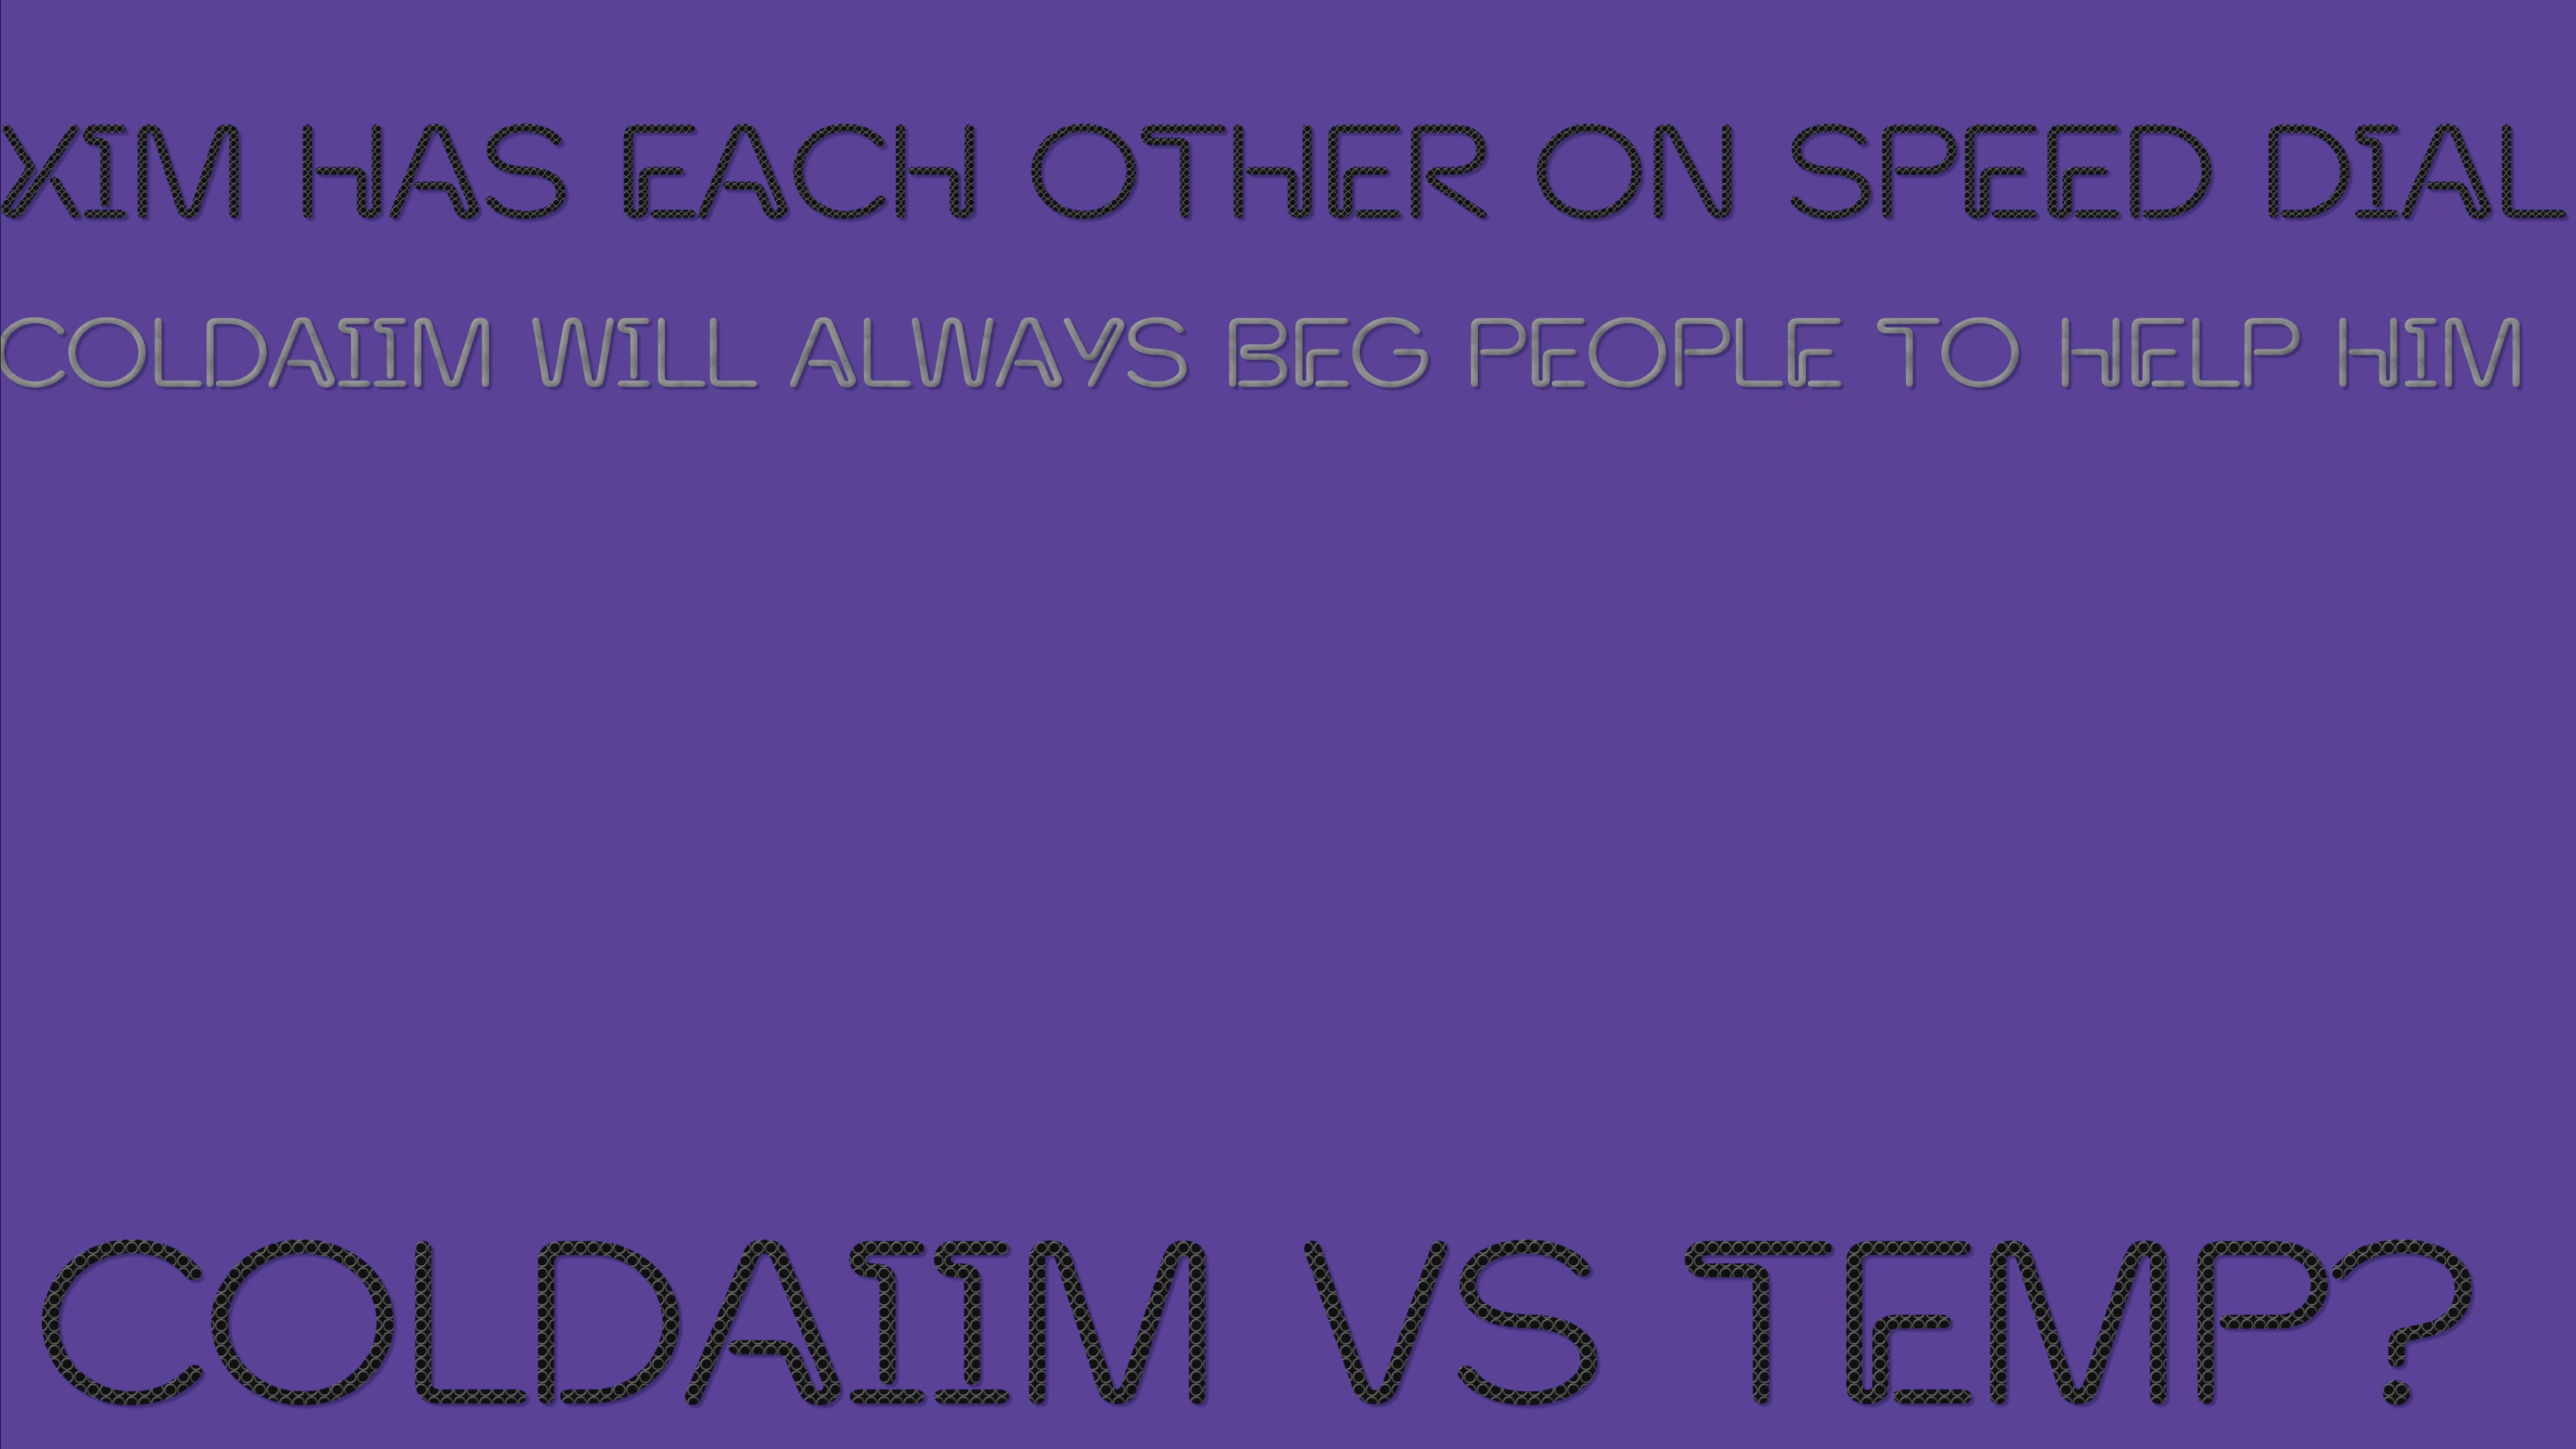 XIM HAS EACH OTHER ON SPEED DIAL
COLDAIIM WILL ALWAYS BEG PEOPLE TO HELP HIM
COLDAIIM VS TEMP?